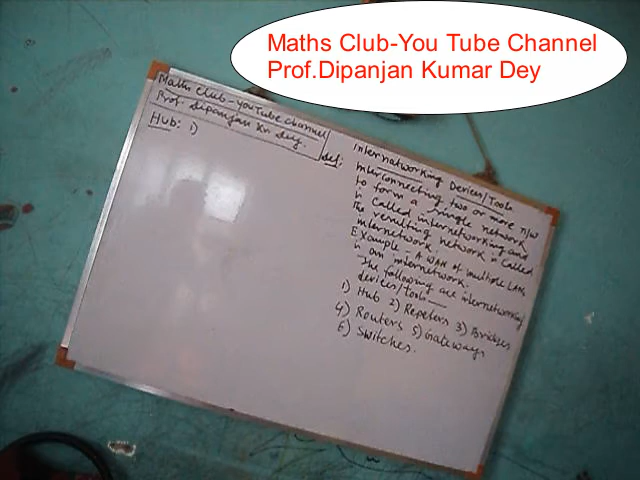 Maths Club-You Tube Channel
Prof.Dipanjan Kumar Dey
Maths Club-YouTube channel
Prof. Dipanjan Kr. Dey.
Hub: 1)
Internetworking Devices/Tools
def: Interconnecting two or more n/w
to form a single network
is called internetworking and
the resulting network is called
internetwork.
Example - A WAN of multiple LANs
is an internetwork.
The following are internetworking
devices/tools—
1) Hub 2) Repeters 3) Bridges
4) Routers 5) Gateways
6) Switches.